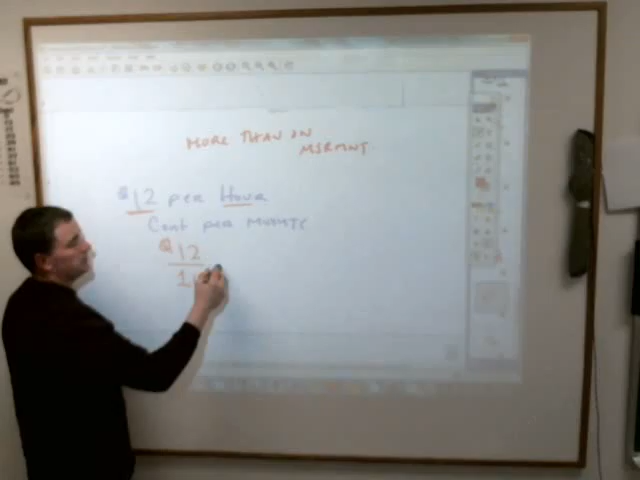 MORE THAN ON
MSRMNT
$12 per Hour
Cent per MINUTE
$12
1